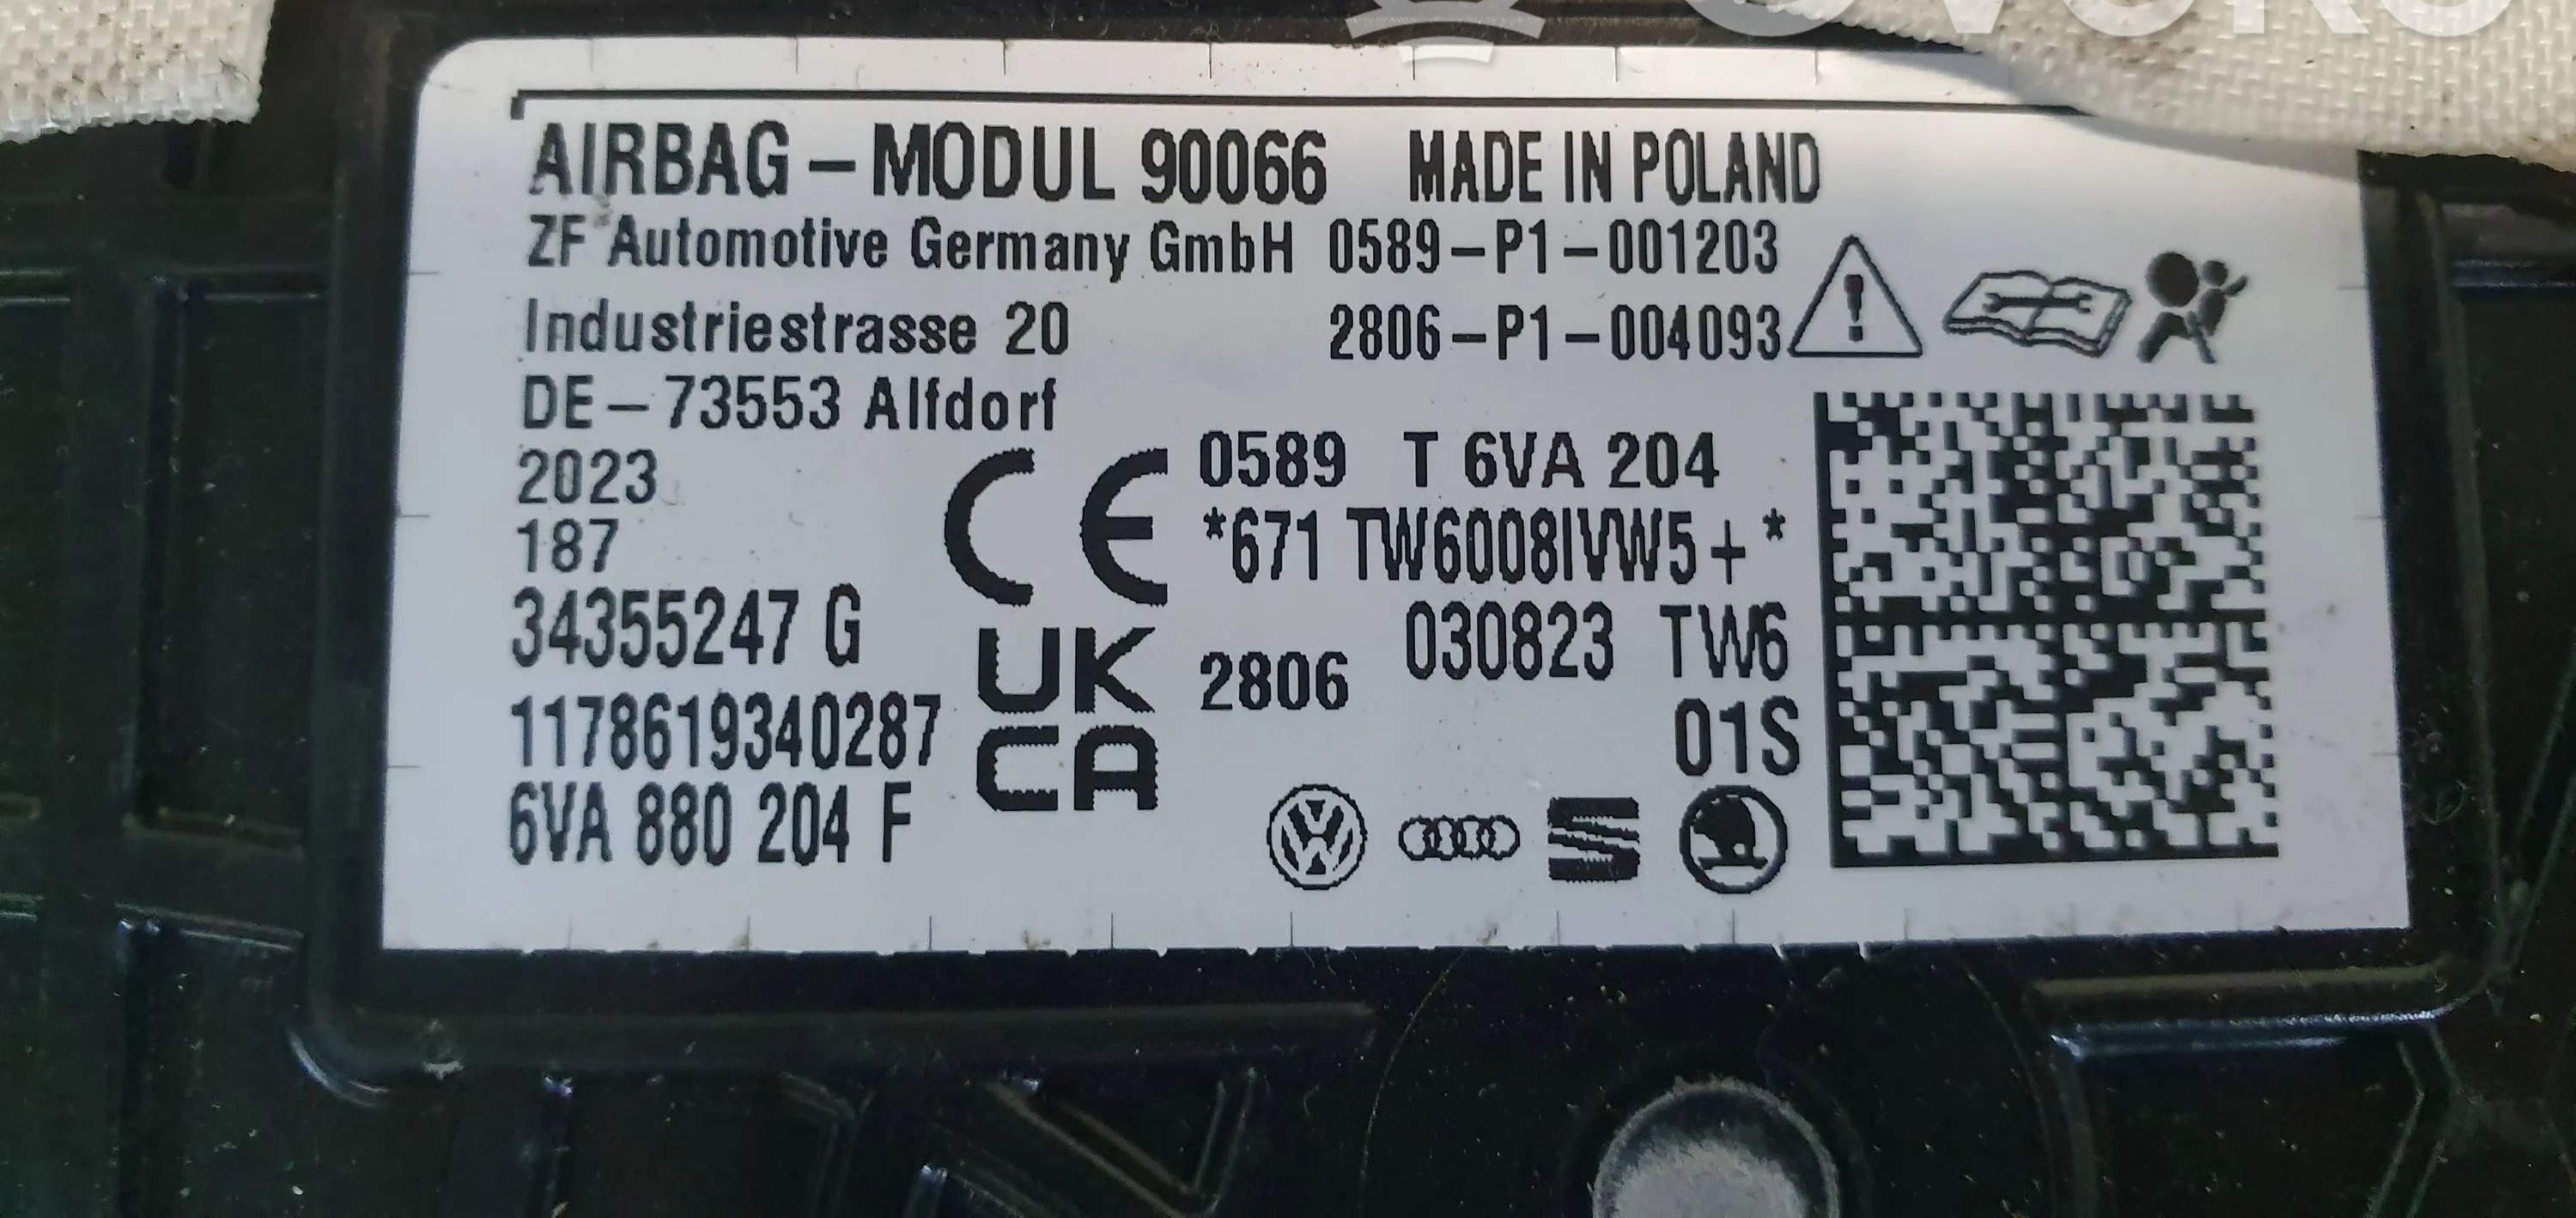 AIRBAG – MODUL 90066 MADE IN POLAND
ZF Automotive Germany GmbH 0589–P1–001203
Industriestrasse 20 2806–P1–004093
DE–73553 Alfdorf
2023
187
34355247 G
1178619340287
6VA 880 204 F
CE
UK
CA
0589 T 6VA 204
*671 TW6008IVW5+*
2806 030823 TW6
01S